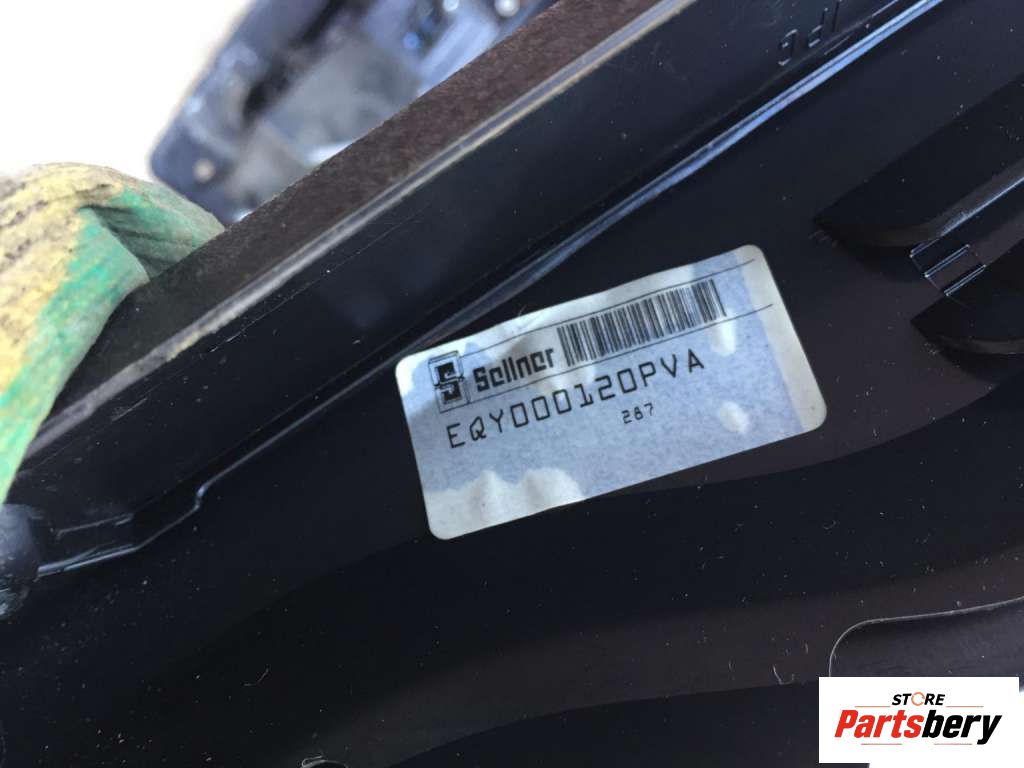 Sellner
EQY000120PVA
287
STORE
Partsbery